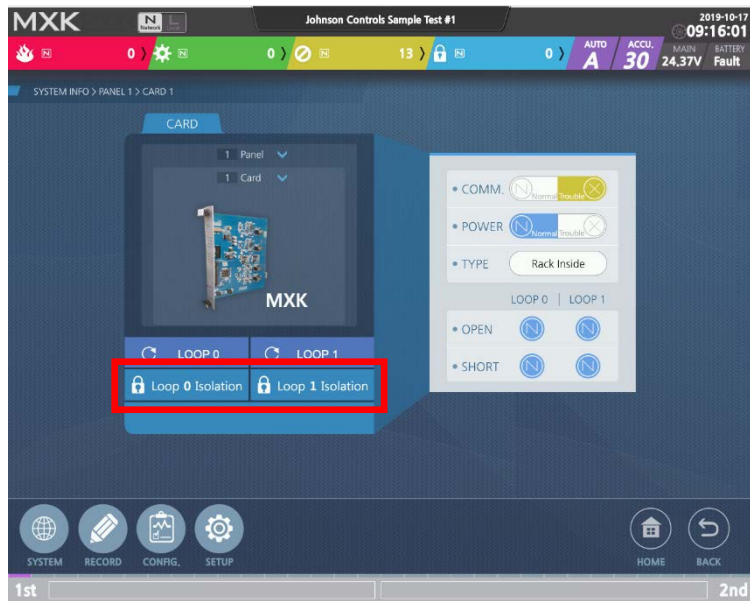 MXK
N L
Network
Johnson Controls Sample Test #1
2019-10-17
09:16:01
N 0
N 0
N 13
N 0
AUTO A
ACCU. 30
MAIN 24.37V
BATTERY Fault
SYSTEM INFO > PANEL 1 > CARD 1
CARD
1 Panel
1 Card
MXK
LOOP 0 LOOP 1
Loop 0 Isolation Loop 1 Isolation
• COMM. N Normal Trouble
• POWER N Normal Trouble
• TYPE Rack Inside
LOOP 0 | LOOP 1
• OPEN N N
• SHORT N N
SYSTEM RECORD CONFIG. SETUP HOME BACK
1st 2nd